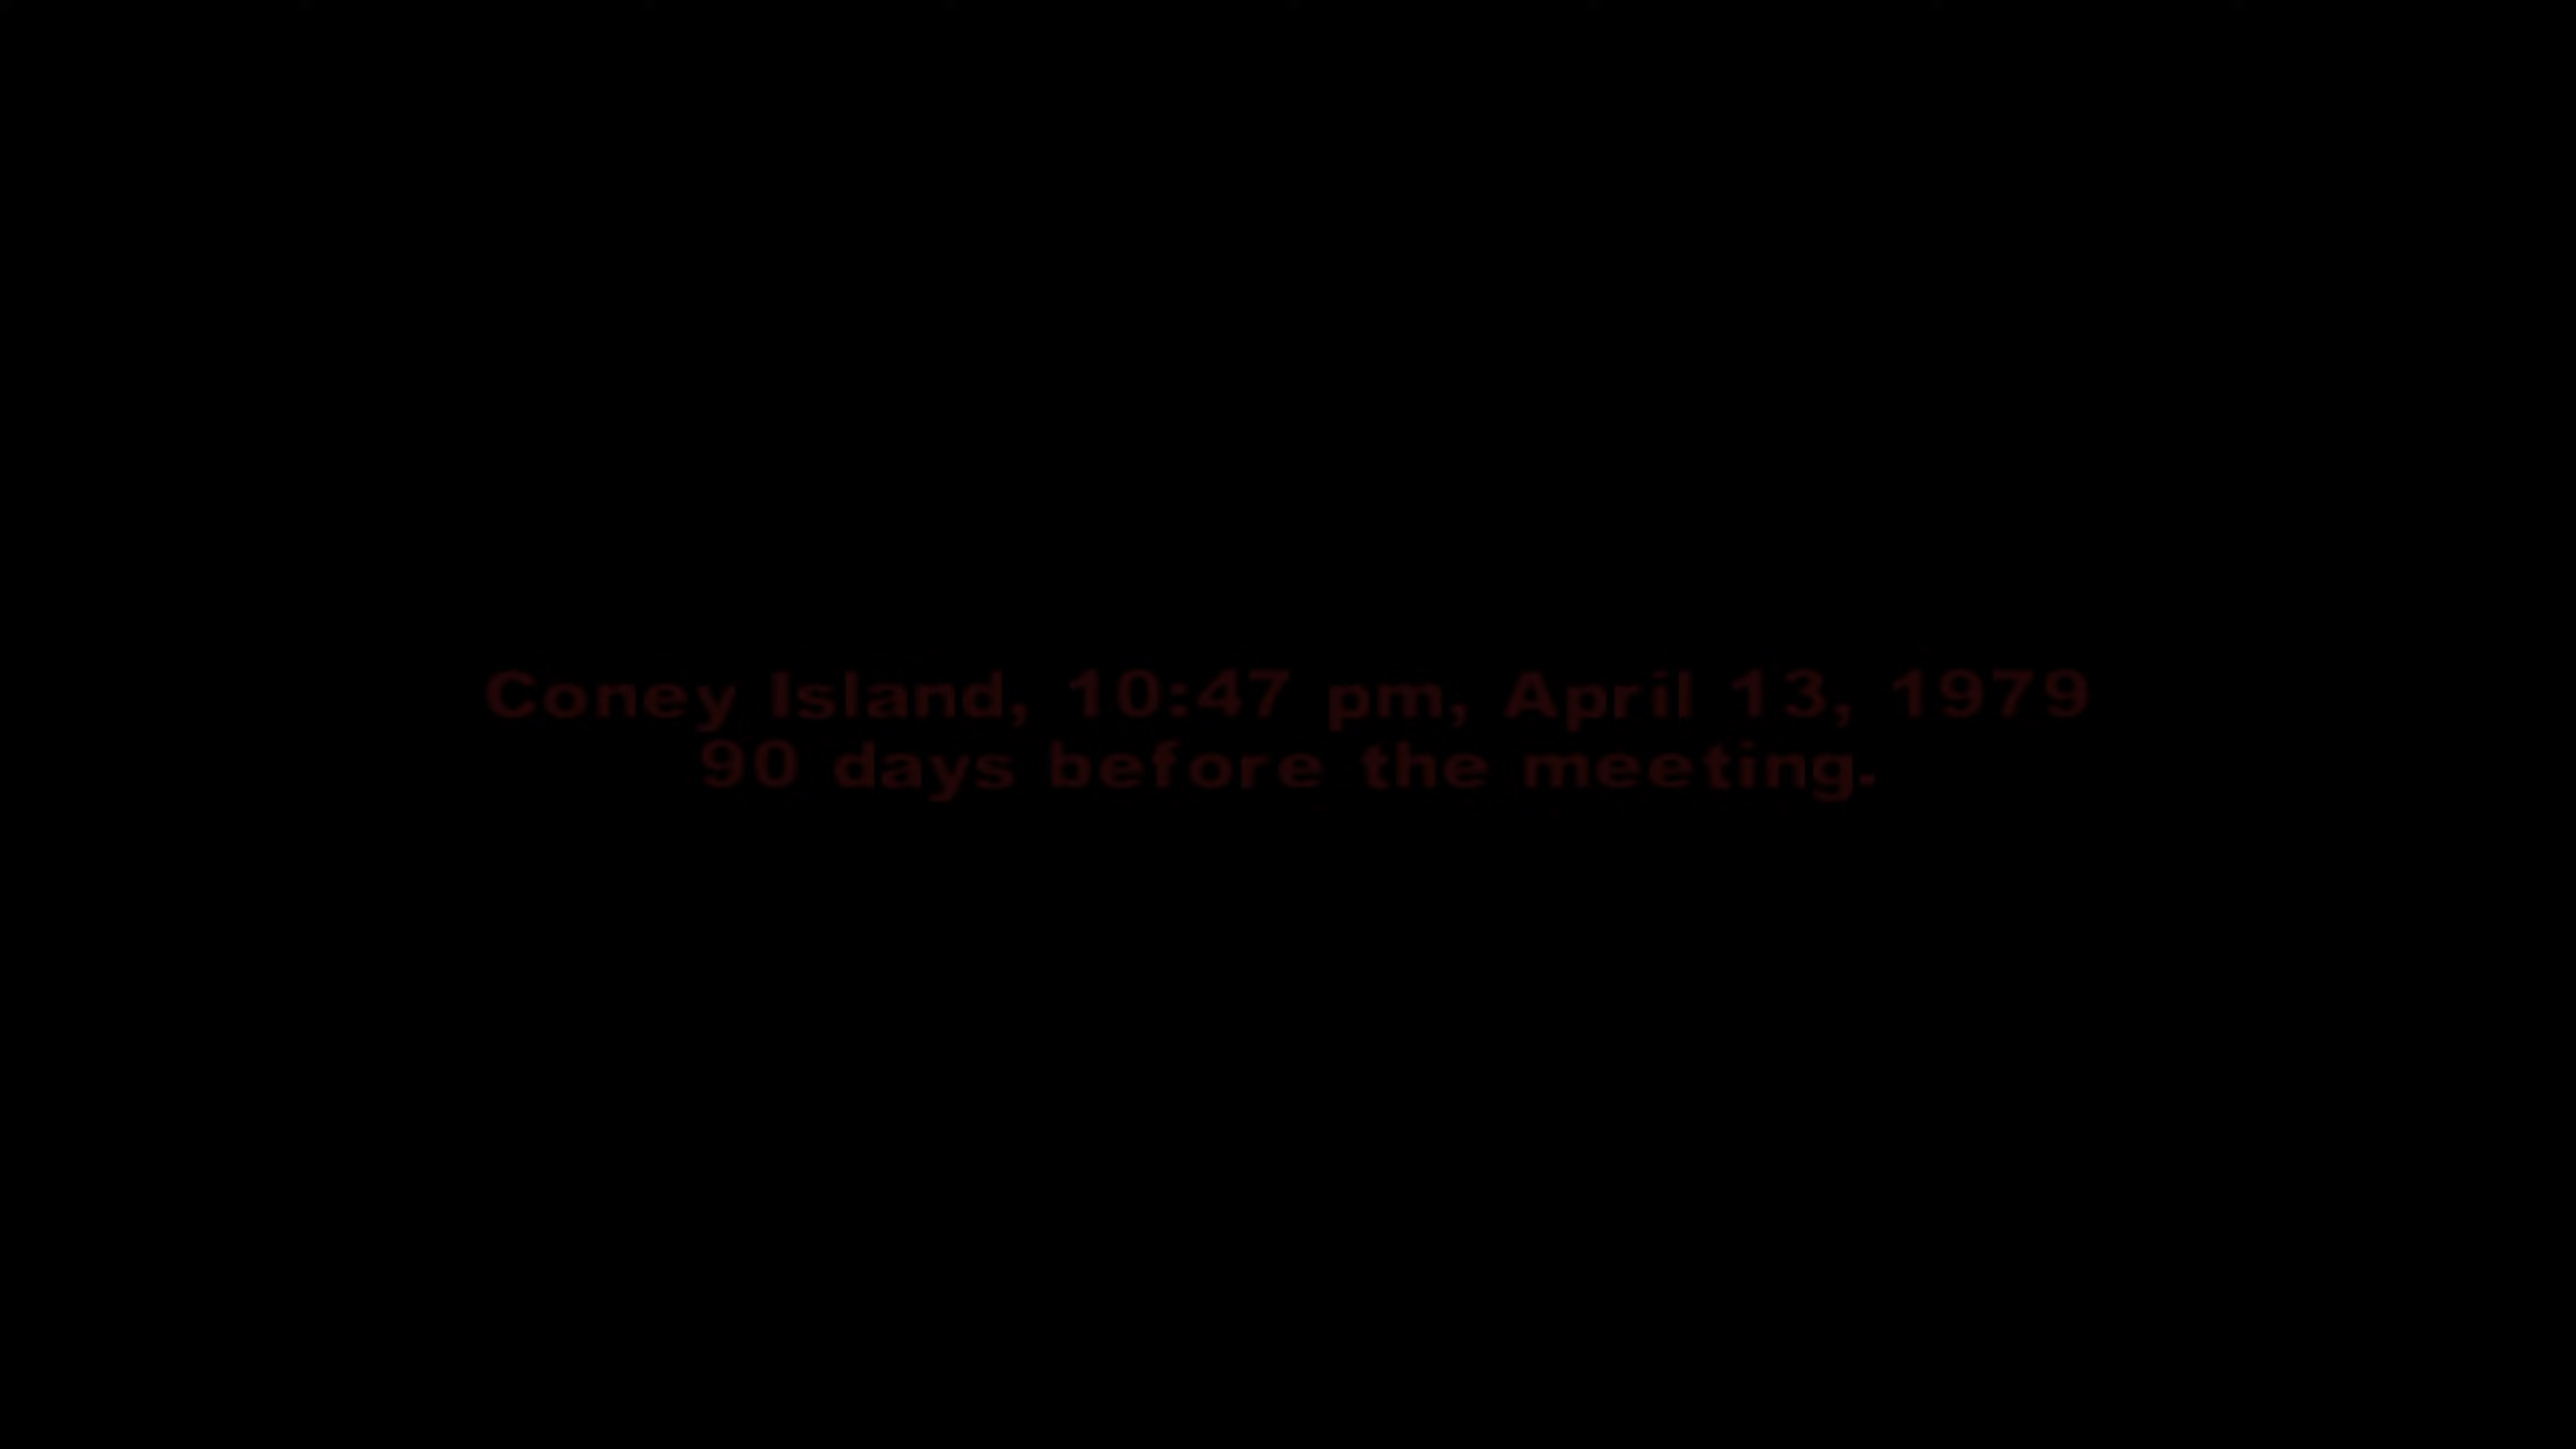 Coney Island, 10:47 pm, April 13, 1979
90 days before the meeting.